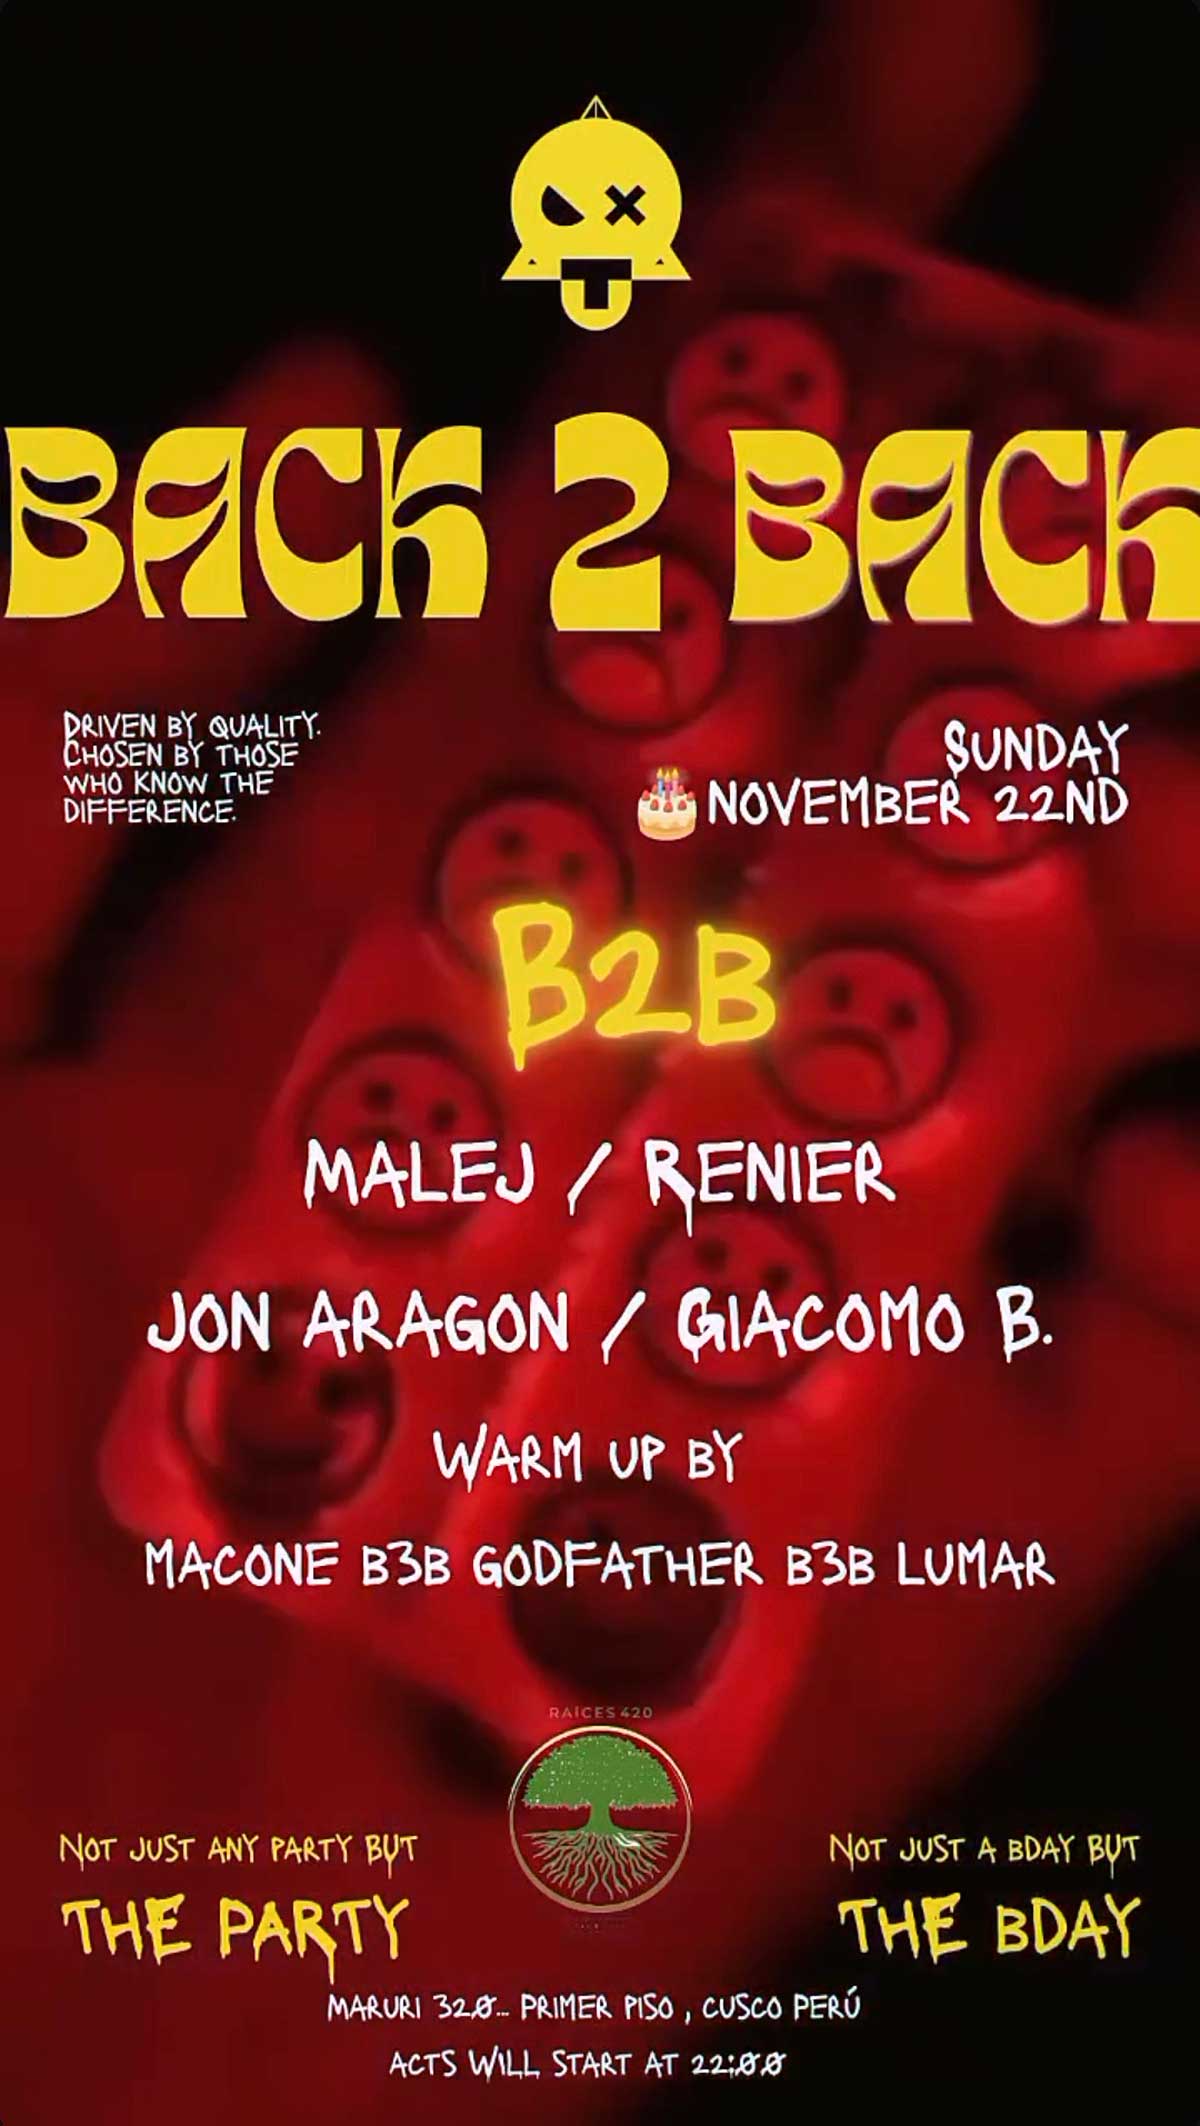 BACK 2 BACK
DRIVEN BY QUALITY.
CHOSEN BY THOSE
WHO KNOW THE
DIFFERENCE.
SUNDAY
🎂NOVEMBER 22ND
B2B
MALEJ / RENIER
JON ARAGON / GIACOMO B.
WARM UP BY
MACONE B3B GODFATHER B3B LUMAR
RAÍCES 420
NOT JUST ANY PARTY BUT
THE PARTY
NOT JUST A BDAY BUT
THE BDAY
MARURI 320... PRIMER PISO , CUSCO PERÚ
ACTS WILL START AT 22:00